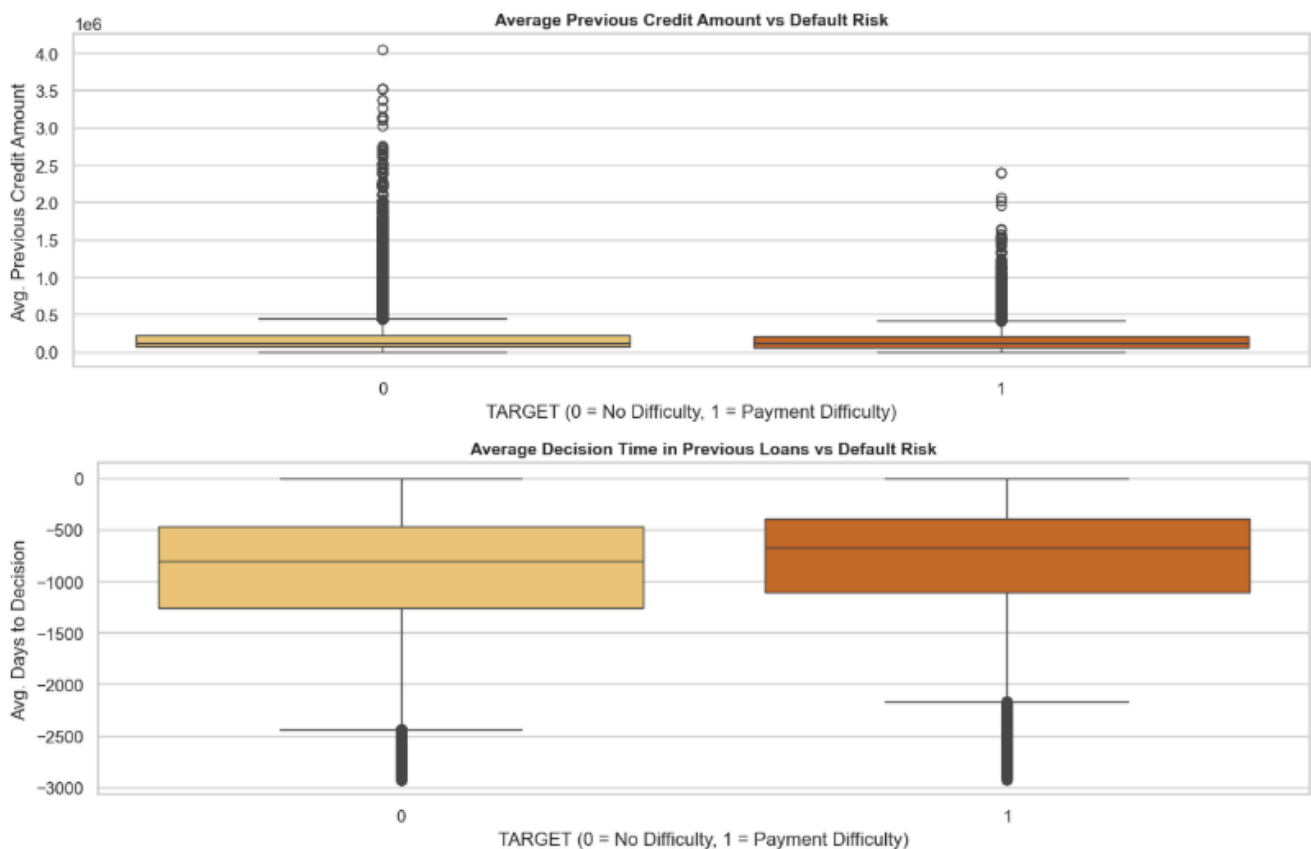 Average Previous Credit Amount vs Default Risk
1e6
4.0
3.5
3.0
2.5
2.0
1.5
1.0
0.5
0.0
Avg. Previous Credit Amount
0 1
TARGET (0 = No Difficulty, 1 = Payment Difficulty)
Average Decision Time in Previous Loans vs Default Risk
0
−500
−1000
−1500
−2000
−2500
−3000
Avg. Days to Decision
0 1
TARGET (0 = No Difficulty, 1 = Payment Difficulty)